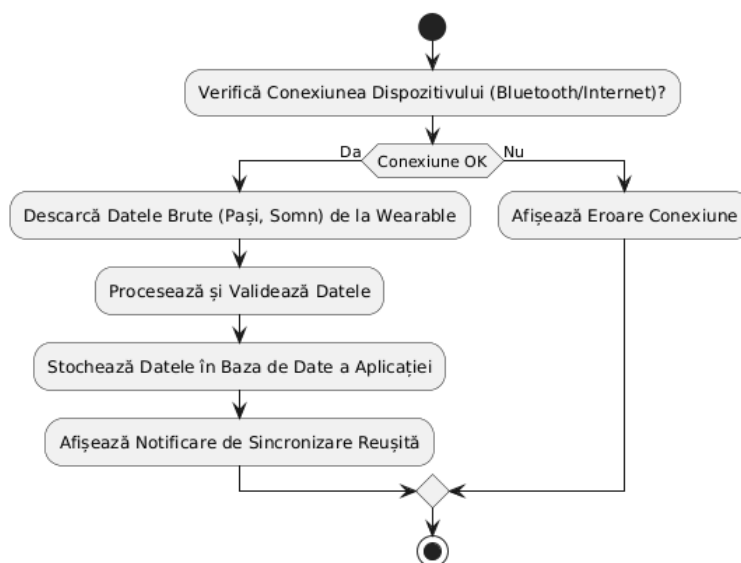 Verifică Conexiunea Dispozitivului (Bluetooth/Internet)?
Da
Conexiune OK
Nu
Descarcă Datele Brute (Pași, Somn) de la Wearable
Afișează Eroare Conexiune
Procesează și Validează Datele
Stochează Datele în Baza de Date a Aplicației
Afișează Notificare de Sincronizare Reușită